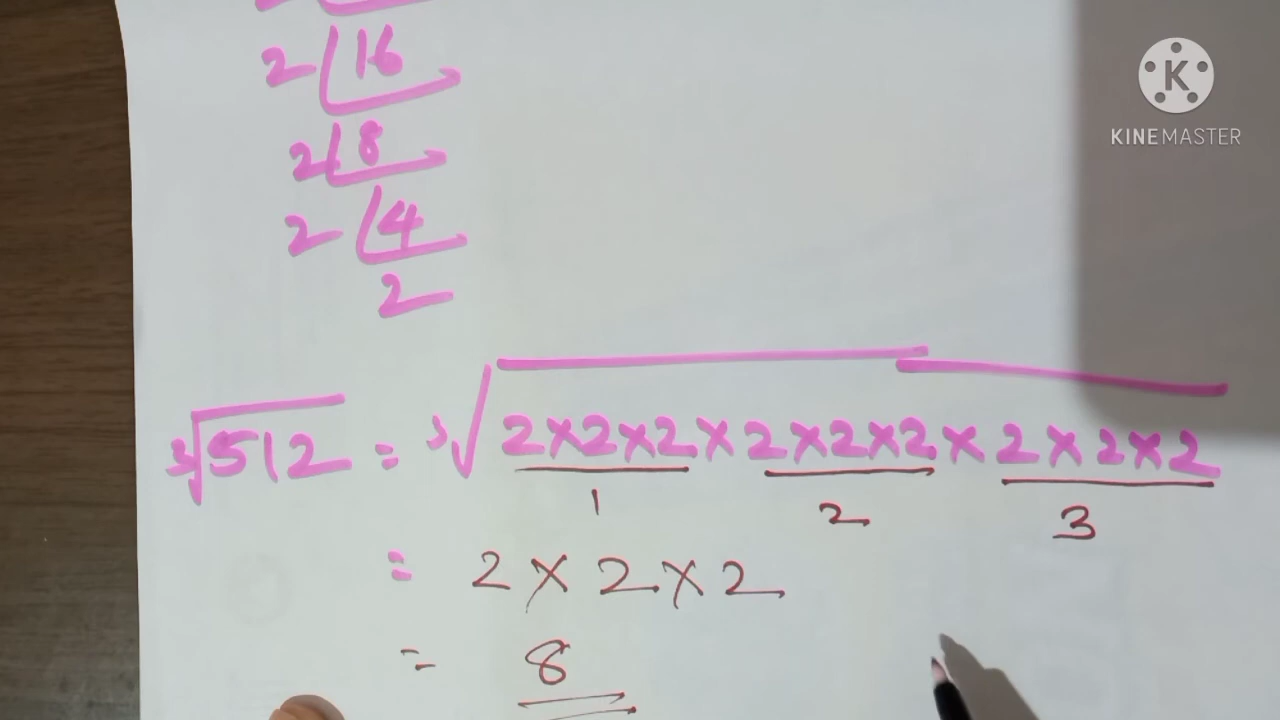 2 16
2 8
2 4
2
KINEMASTER
∛512 = ∛2×2×2×2×2×2×2×2×2
1 2 3
= 2×2×2
= 8